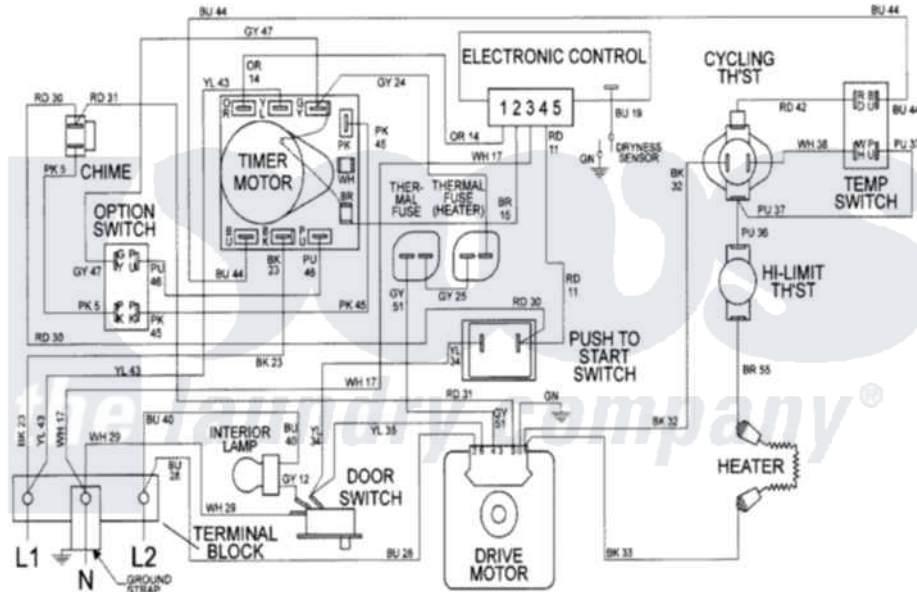 BU 44
BU 44
GY 47
ELECTRONIC CONTROL
CYCLING
TH'ST
OR
14
YL 43
GY 24
RD 30
RD 31
1 2 3 4 5
BU 19
RD 42
BU 44
OR 14
RD
11
TIMER
MOTOR
PK
PK
45
WH
BR
WH 17
GN
DRYNESS
SENSOR
WH 38
PU 37
CHIME
PK 5
THER-
MAL
FUSE
THERMAL
FUSE
(HEATER)
BK
32
TEMP
SWITCH
OPTION
SWITCH
BR
15
PU 37
PU 36
GY 47
PU
46
BU 44
BK
23
PU
46
GY
51
GY 25
RD
11
HI-LIMIT
TH'ST
PK 5
PK
45
PK 45
RD 30
RD 30
BK 23
PUSH TO
START
SWITCH
YL 43
WH 17
BR 55
the laundry company®
BK 23
YL 43
WH 17
BU 40
RD 31
GN
GY
51
BK 32
WH 29
INTERIOR
LAMP
BU
40
YL 35
GY 12
DOOR
SWITCH
WH 29
HEATER
TERMINAL
BLOCK
L1
N
L2
GROUND
STRAP
BU 28
DRIVE
MOTOR
BK 33